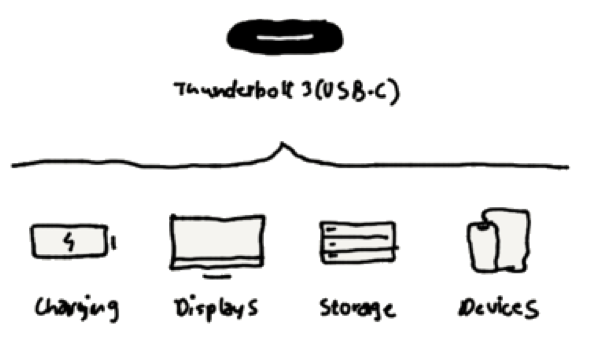 Thunderbolt 3 (USB-C)
Charging Displays Storage Devices